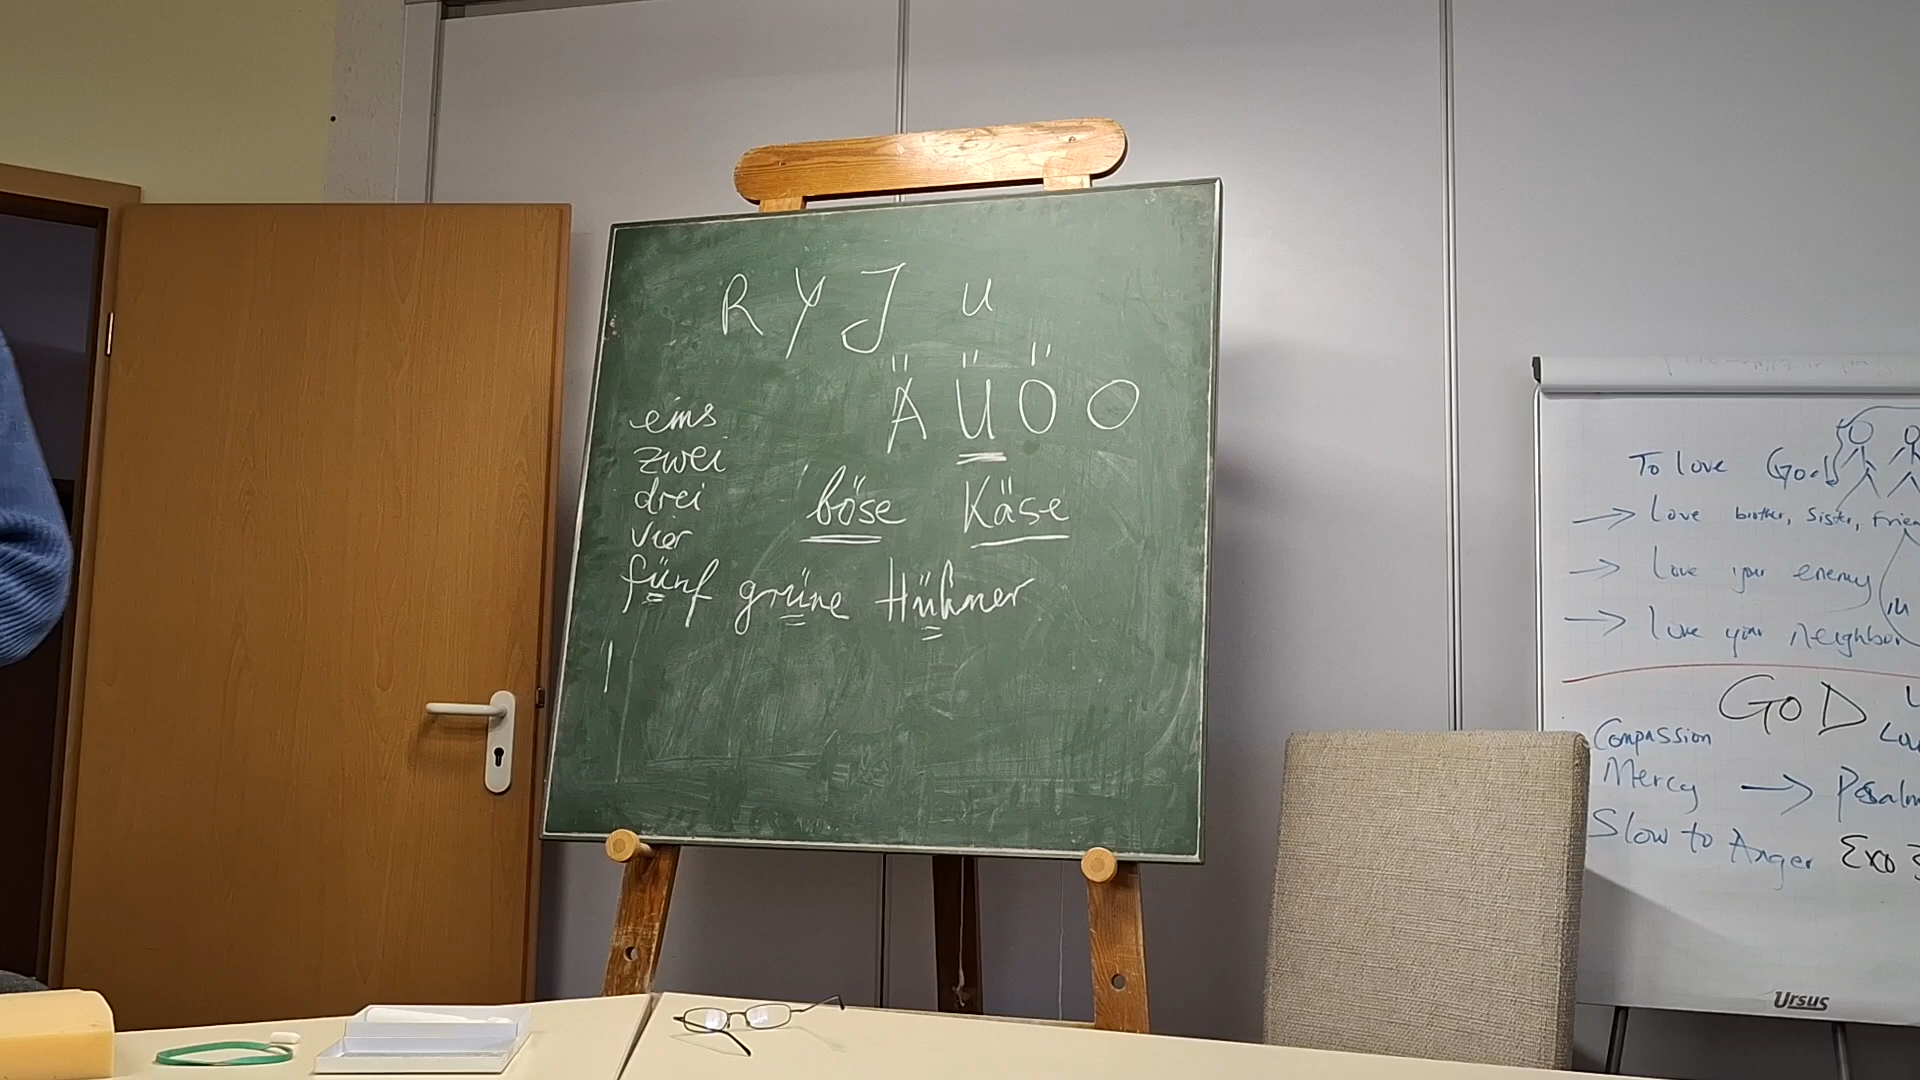 R Y J u
Ä Ü Ö O
eins
zwei
drei
vier
böse Käse
fünf grüne Hühner
To love God
→ Love brother, Sister,
→ Love your enemy
→ Love your neighbor
GOD
Compassion
Mercy →
Slow to Anger Exo
Ursus